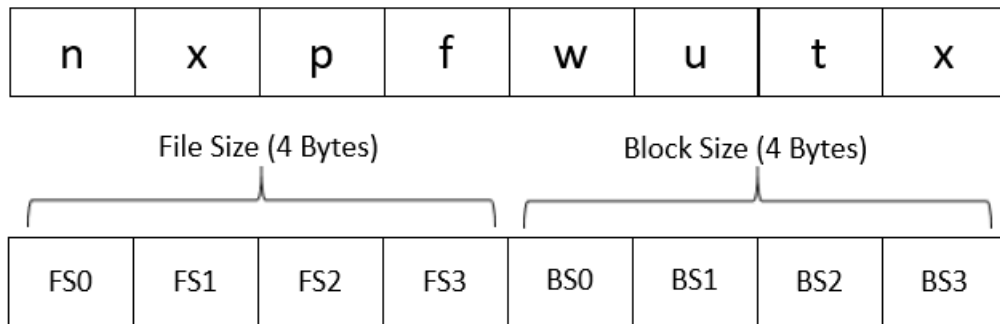 n x p f w u t x
File Size (4 Bytes) Block Size (4 Bytes)
FS0 FS1 FS2 FS3 BS0 BS1 BS2 BS3